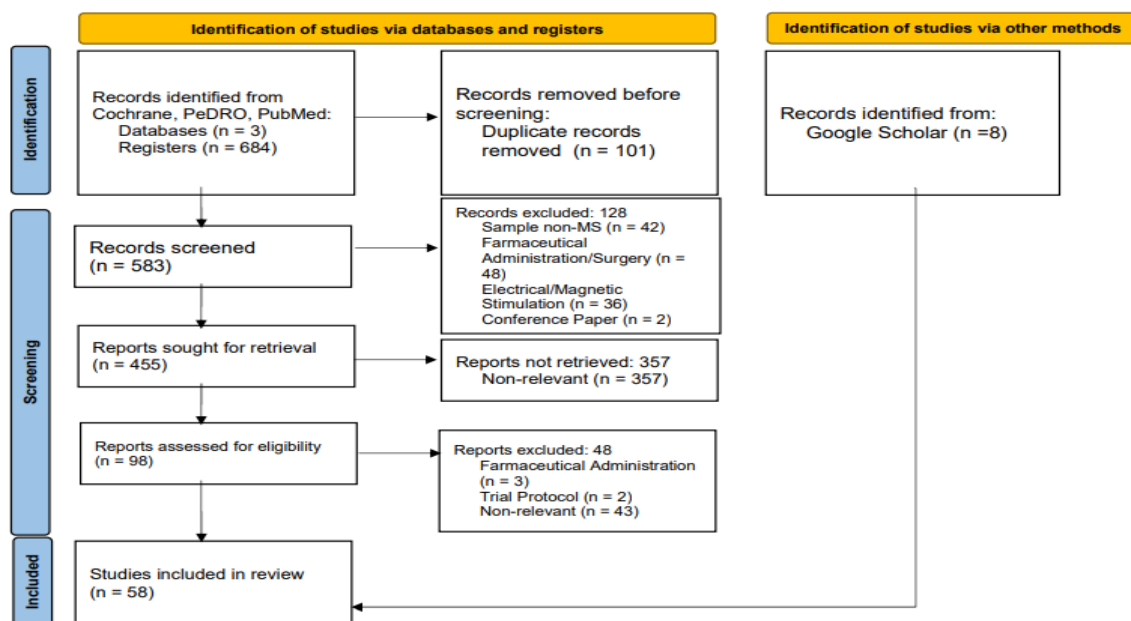 Identification of studies via databases and registers
Identification of studies via other methods
Identification
Records identified from
Cochrane, PeDRO, PubMed:
Databases (n = 3)
Registers (n = 684)
Records removed before
screening:
Duplicate records
removed (n = 101)
Records identified from:
Google Scholar (n =8)
Screening
Records screened
(n = 583)
Records excluded: 128
Sample non-MS (n = 42)
Farmaceutical
Administration/Surgery (n =
48)
Electrical/Magnetic
Stimulation (n = 36)
Conference Paper (n = 2)
Reports sought for retrieval
(n = 455)
Reports not retrieved: 357
Non-relevant (n = 357)
Reports assessed for eligibility
(n = 98)
Reports excluded: 48
Farmaceutical Administration
(n = 3)
Trial Protocol (n = 2)
Non-relevant (n = 43)
Included
Studies included in review
(n = 58)